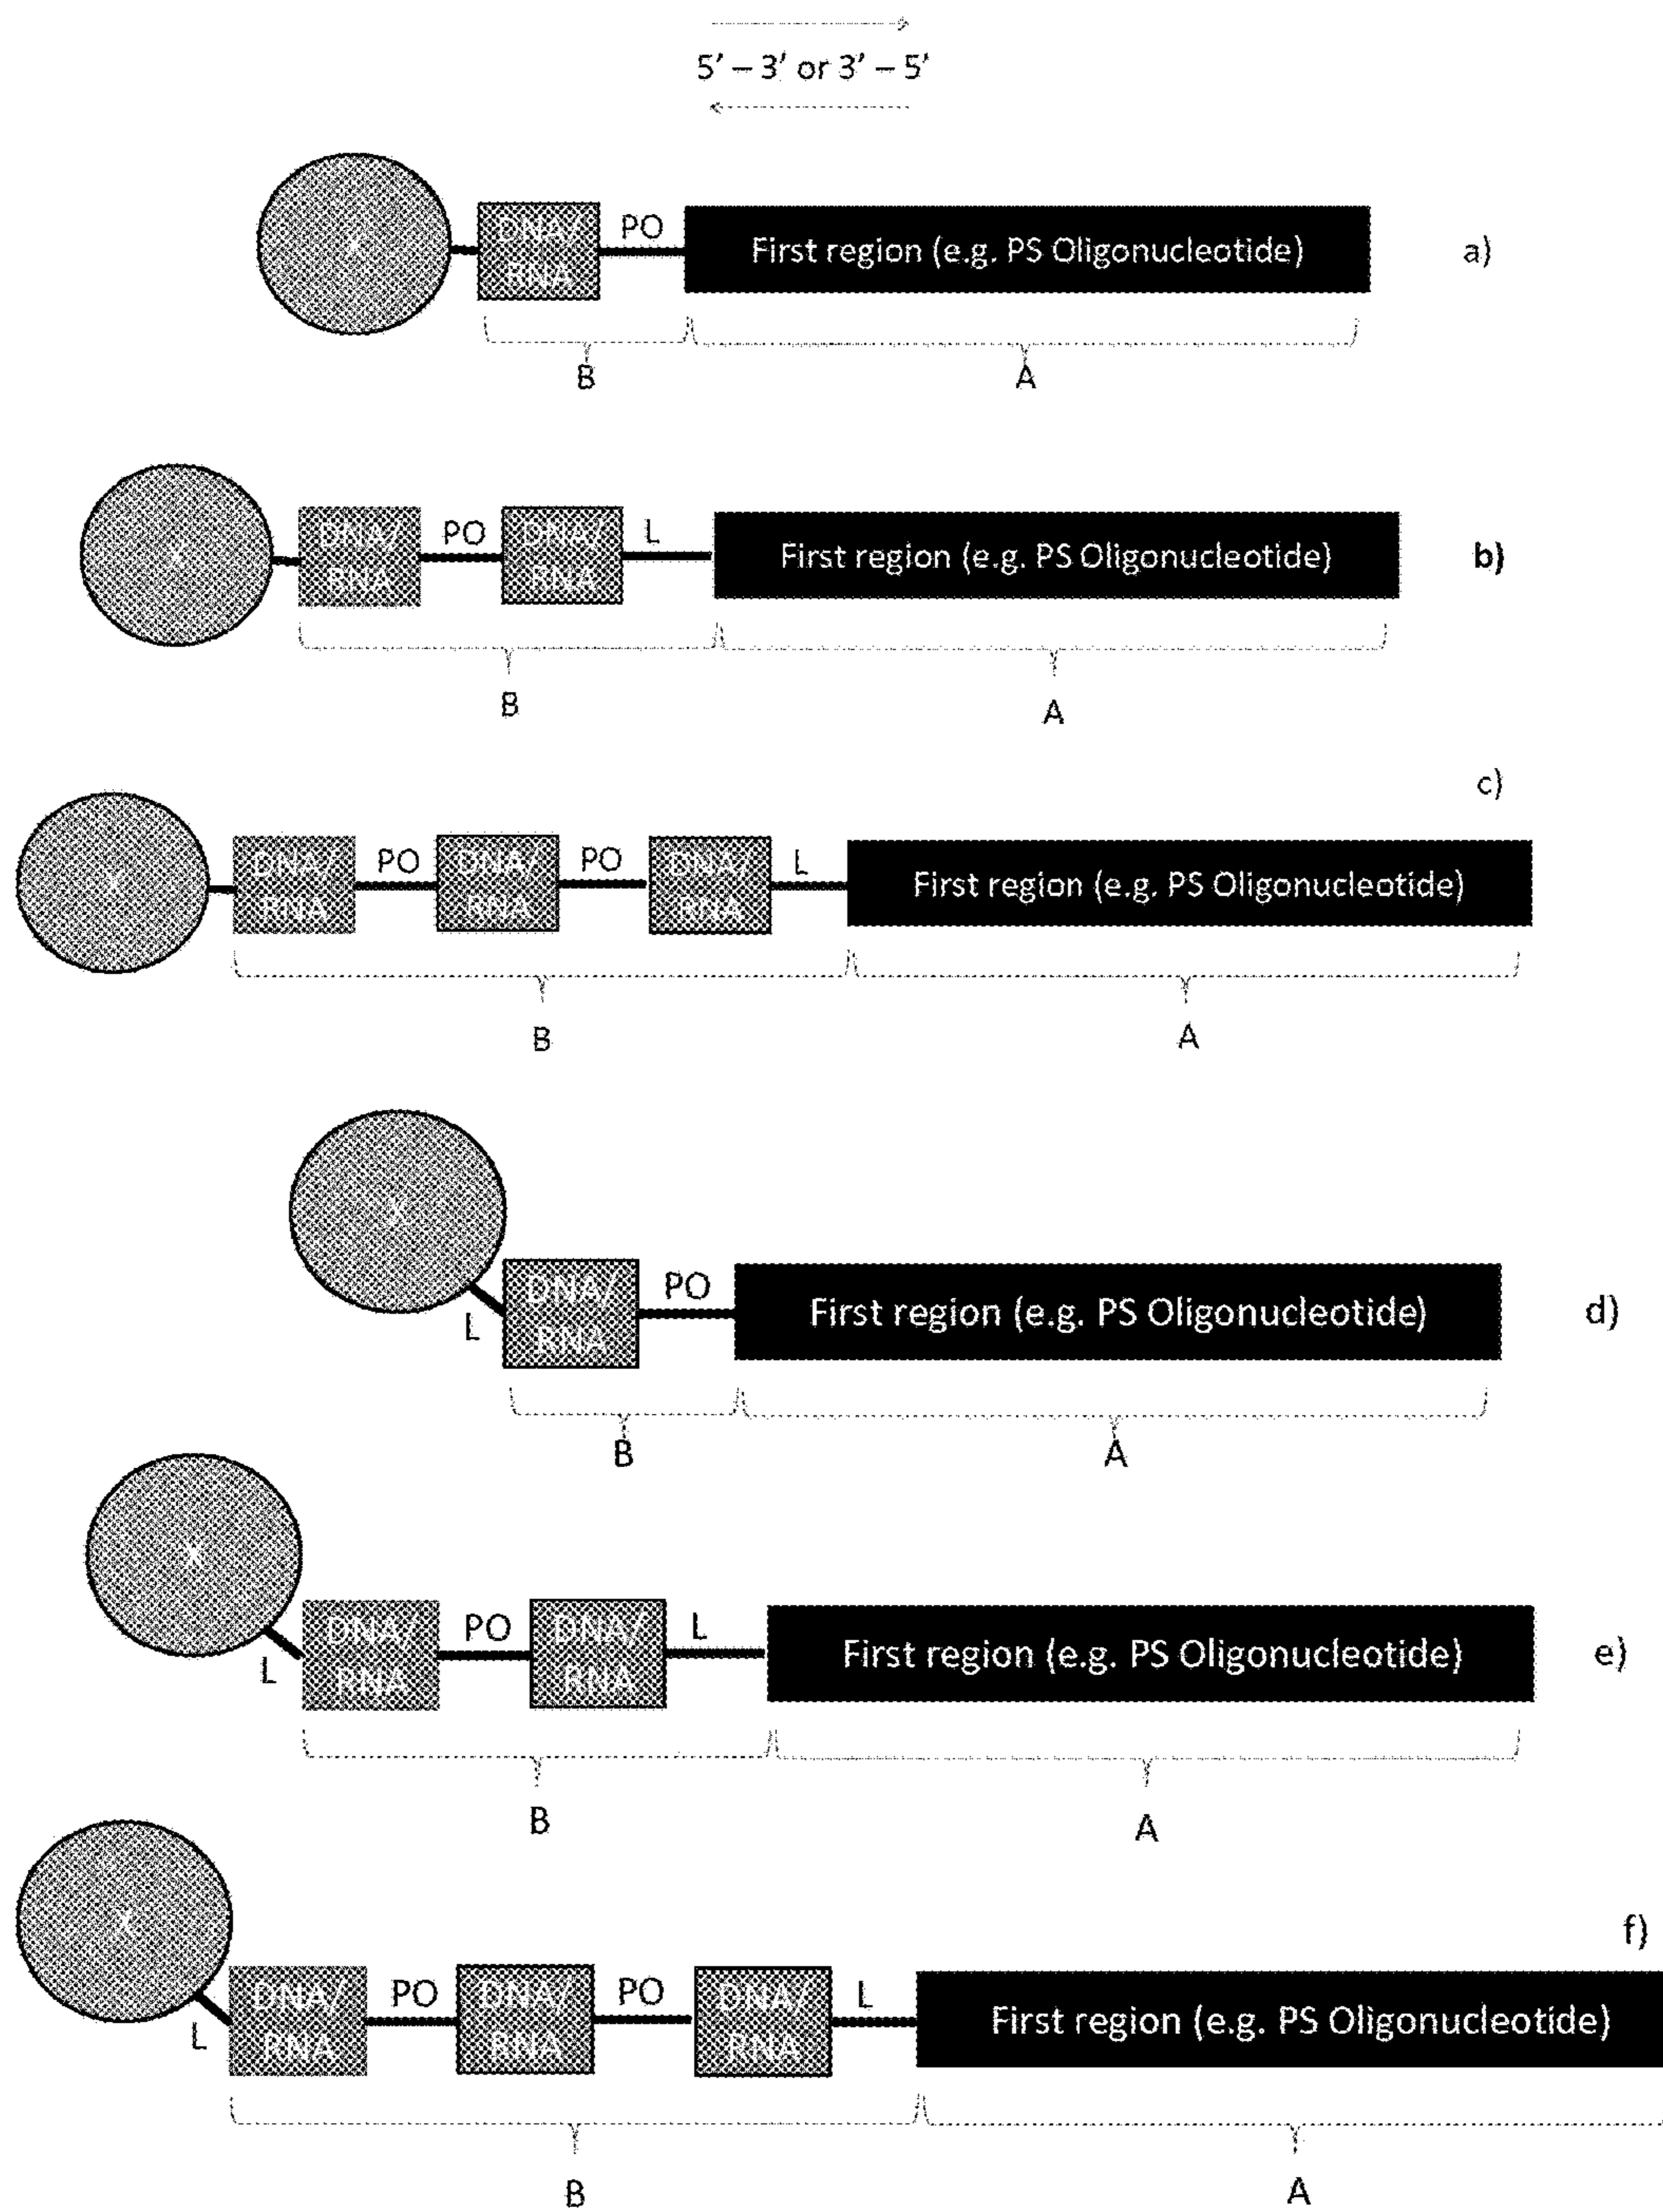 5' – 3' or 3' – 5'
X DNA/ RNA PO First region (e.g. PS Oligonucleotide) a)
B A
X DNA/ RNA PO DNA/ RNA L First region (e.g. PS Oligonucleotide) b)
B A
c)
X DNA/ RNA PO DNA/ RNA PO DNA/ RNA L First region (e.g. PS Oligonucleotide)
B A
X L DNA/ RNA PO First region (e.g. PS Oligonucleotide) d)
B A
X L DNA/ RNA PO DNA/ RNA L First region (e.g. PS Oligonucleotide) e)
B A
f)
X L DNA/ RNA PO DNA/ RNA PO DNA/ RNA L First region (e.g. PS Oligonucleotide)
B A